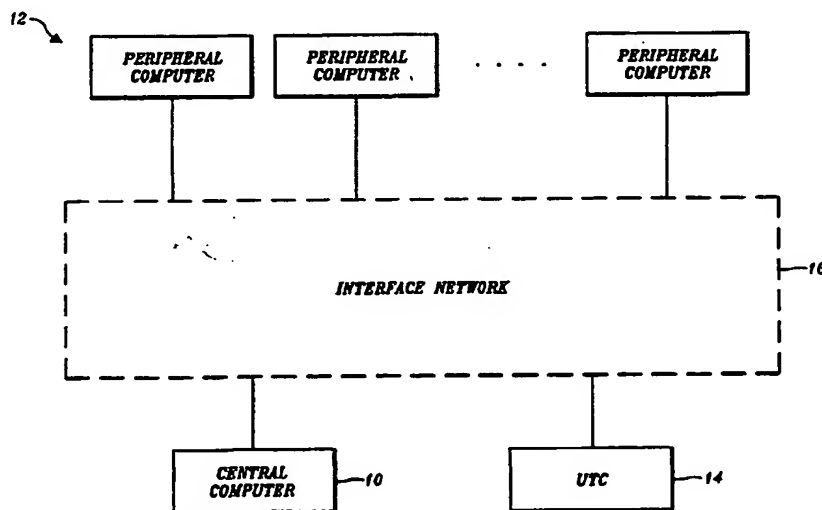 12
PERIPHERAL
COMPUTER
PERIPHERAL
COMPUTER
. . . .
PERIPHERAL
COMPUTER
INTERFACE NETWORK
16
CENTRAL
COMPUTER
10
UTC
14